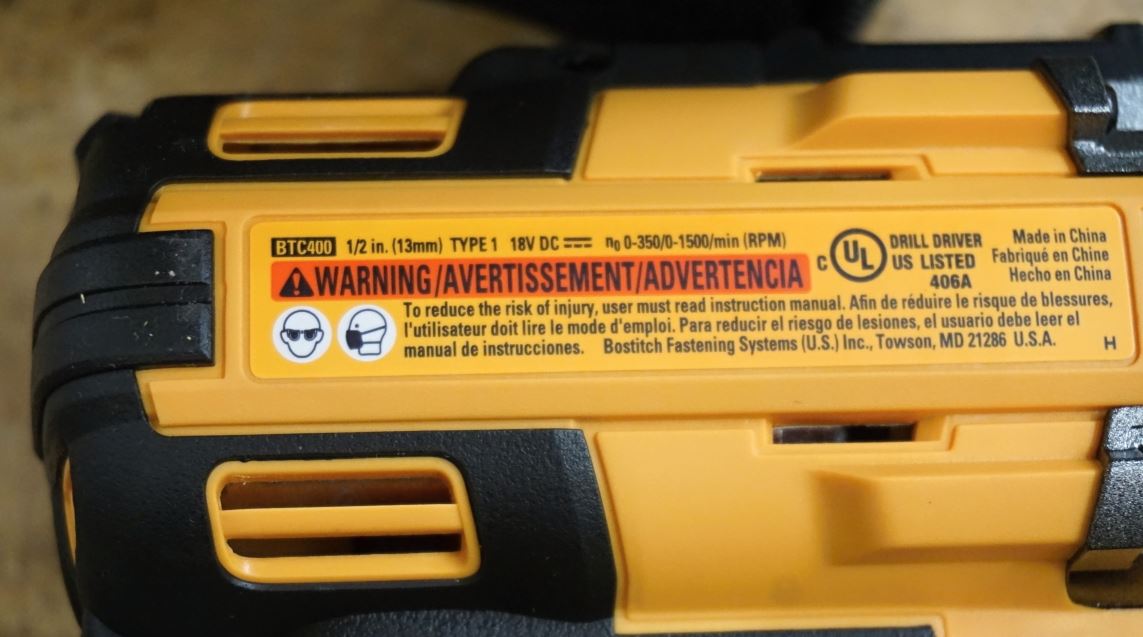 BTC400 1/2 in. (13mm) TYPE 1 18V DC ⎓ n0 0-350/0-1500/min (RPM)
WARNING/AVERTISSEMENT/ADVERTENCIA
To reduce the risk of injury, user must read instruction manual. Afin de réduire le risque de blessures,
l'utilisateur doit lire le mode d'emploi. Para reducir el riesgo de lesiones, el usuario debe leer el
manual de instrucciones. Bostitch Fastening Systems (U.S.) Inc., Towson, MD 21286 U.S.A.
C UL
DRILL DRIVER
US LISTED
406A
Made in China
Fabriqué en Chine
Hecho en China
H